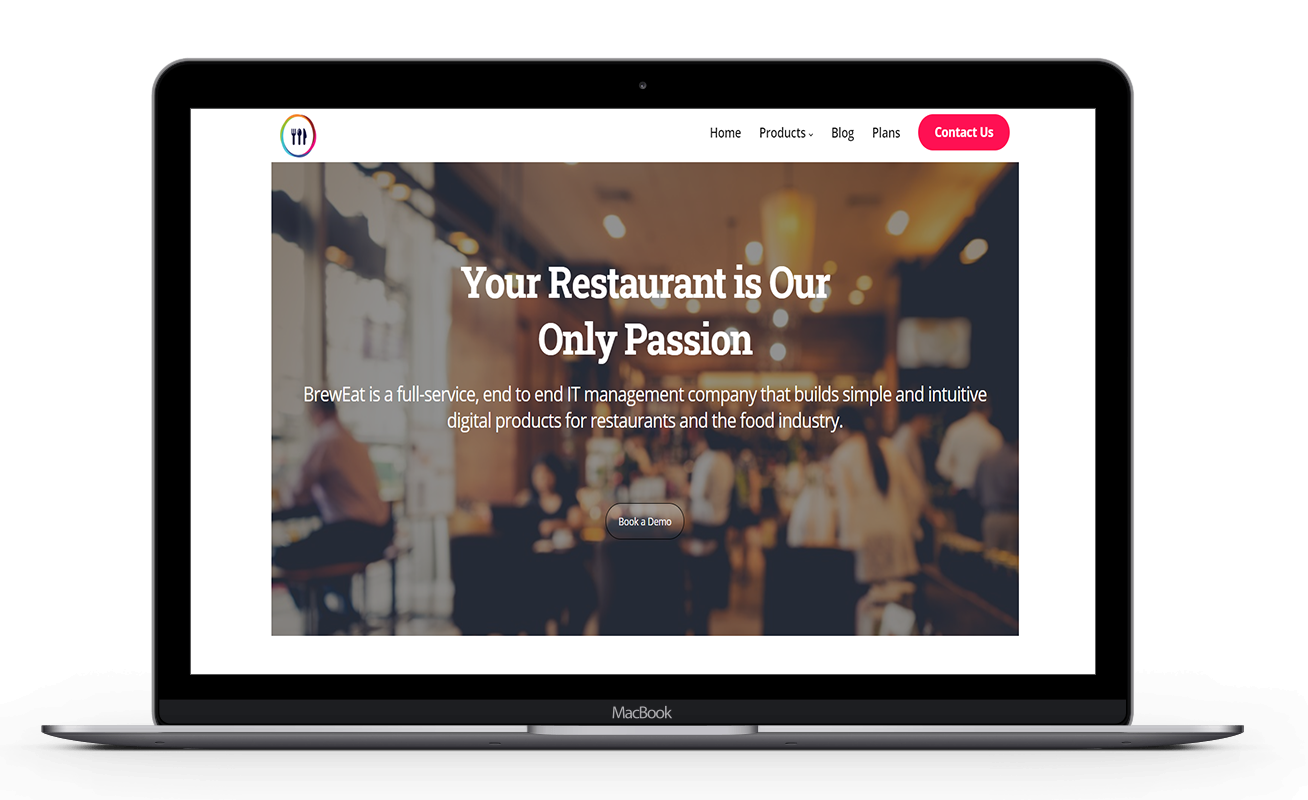 Home Products Blog Plans Contact Us
Your Restaurant is Our
Only Passion
BrewEat is a full-service, end to end IT management company that builds simple and intuitive
digital products for restaurants and the food industry.
Book a Demo
MacBook